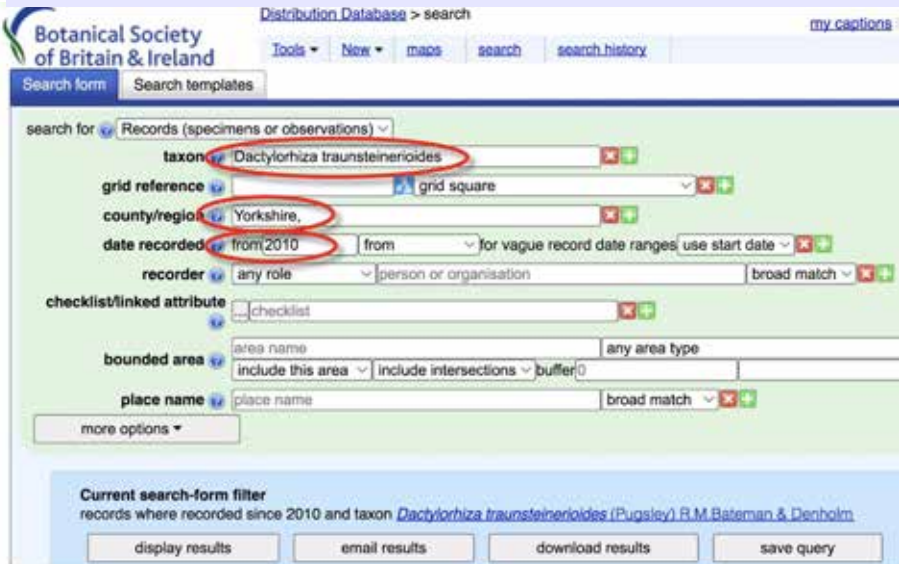 Distribution Database > search
my captions
Botanical Society
of Britain & Ireland
Tools New maps search search history
Search form Search templates
search for Records (specimens or observations)
taxon Dactylorhiza traunsteinerioides
grid reference grid square
county/region Yorkshire,
date recorded from 2010 from for vague record date ranges use start date
recorder any role person or organisation broad match
checklist/linked attribute ... checklist
bounded area area name any area type
include this area include intersections buffer 0
place name place name broad match
more options
Current search-form filter
records where recorded since 2010 and taxon Dactylorhiza traunsteinerioides (Pugsley) R.M.Bateman & Denholm
display results email results download results save query